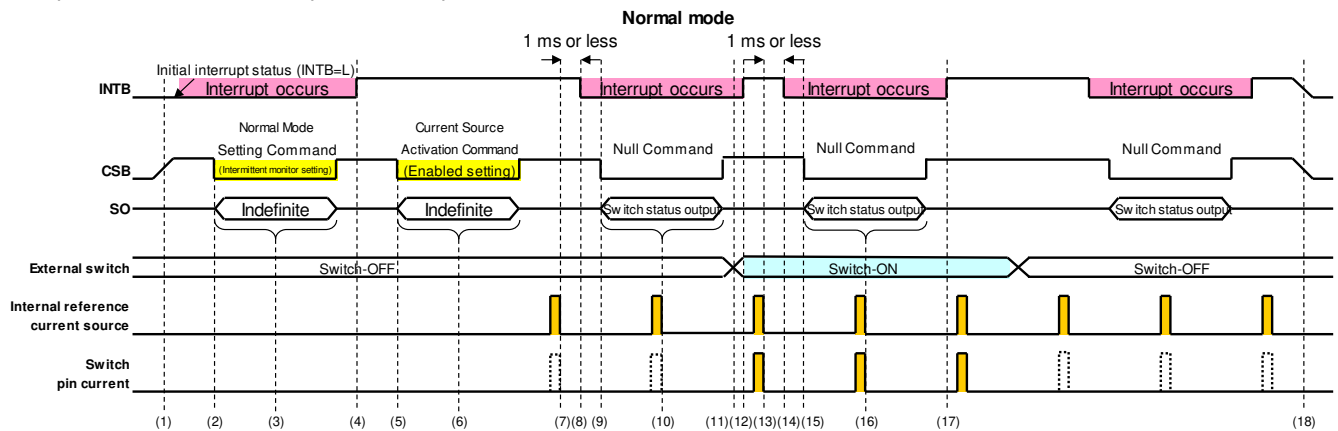 Normal mode
1 ms or less
1 ms or less
Initial interrupt status (INTB=L)
INTB
Interrupt occurs
Interrupt occurs
Interrupt occurs
Interrupt occurs
Normal Mode
Setting Command
(Intermittent monitor setting)
Current Source
Activation Command
(Enabled setting)
Null Command
Null Command
Null Command
CSB
SO
Indefinite
Indefinite
Switch status output
Switch status output
Switch status output
External switch
Switch-OFF
Switch-ON
Switch-OFF
Internal reference
current source
Switch
pin current
(1) (2) (3) (4) (5) (6) (7) (8) (9) (10) (11) (12) (13) (14) (15) (16) (17) (18)